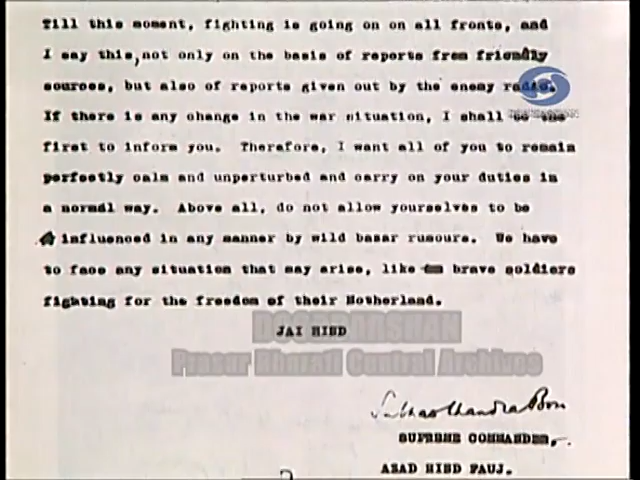 Till this moment, fighting is going on on all fronts, and
I say this, not only on the basis of reports from friendly
sources, but also of reports given out by the enemy radio.
If there is any change in the war situation, I shall be the
first to inform you. Therefore, I want all of you to remain
perfectly calm and unperturbed and carry on your duties in
a normal way. Above all, do not allow yourselves to be
influenced in any manner by wild bazar rumours. We have
to face any situation that may arise, like brave soldiers
fighting for the freedom of their Motherland.
DOORDARSHAN
JAI HIND
Prasar Bharati Central Archives
Subhas Chandra Bose
SUPREME COMMANDER,
AZAD HIND FAUJ.